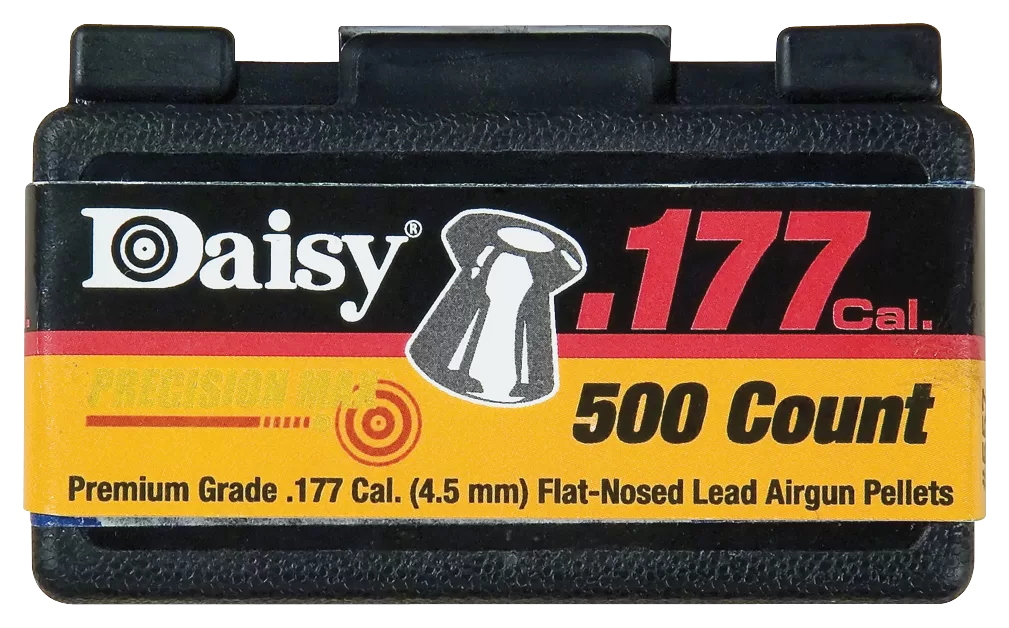 Daisy®
.177 Cal.
PRECISION MAX
500 Count
Premium Grade .177 Cal. (4.5 mm) Flat-Nosed Lead Airgun Pellets